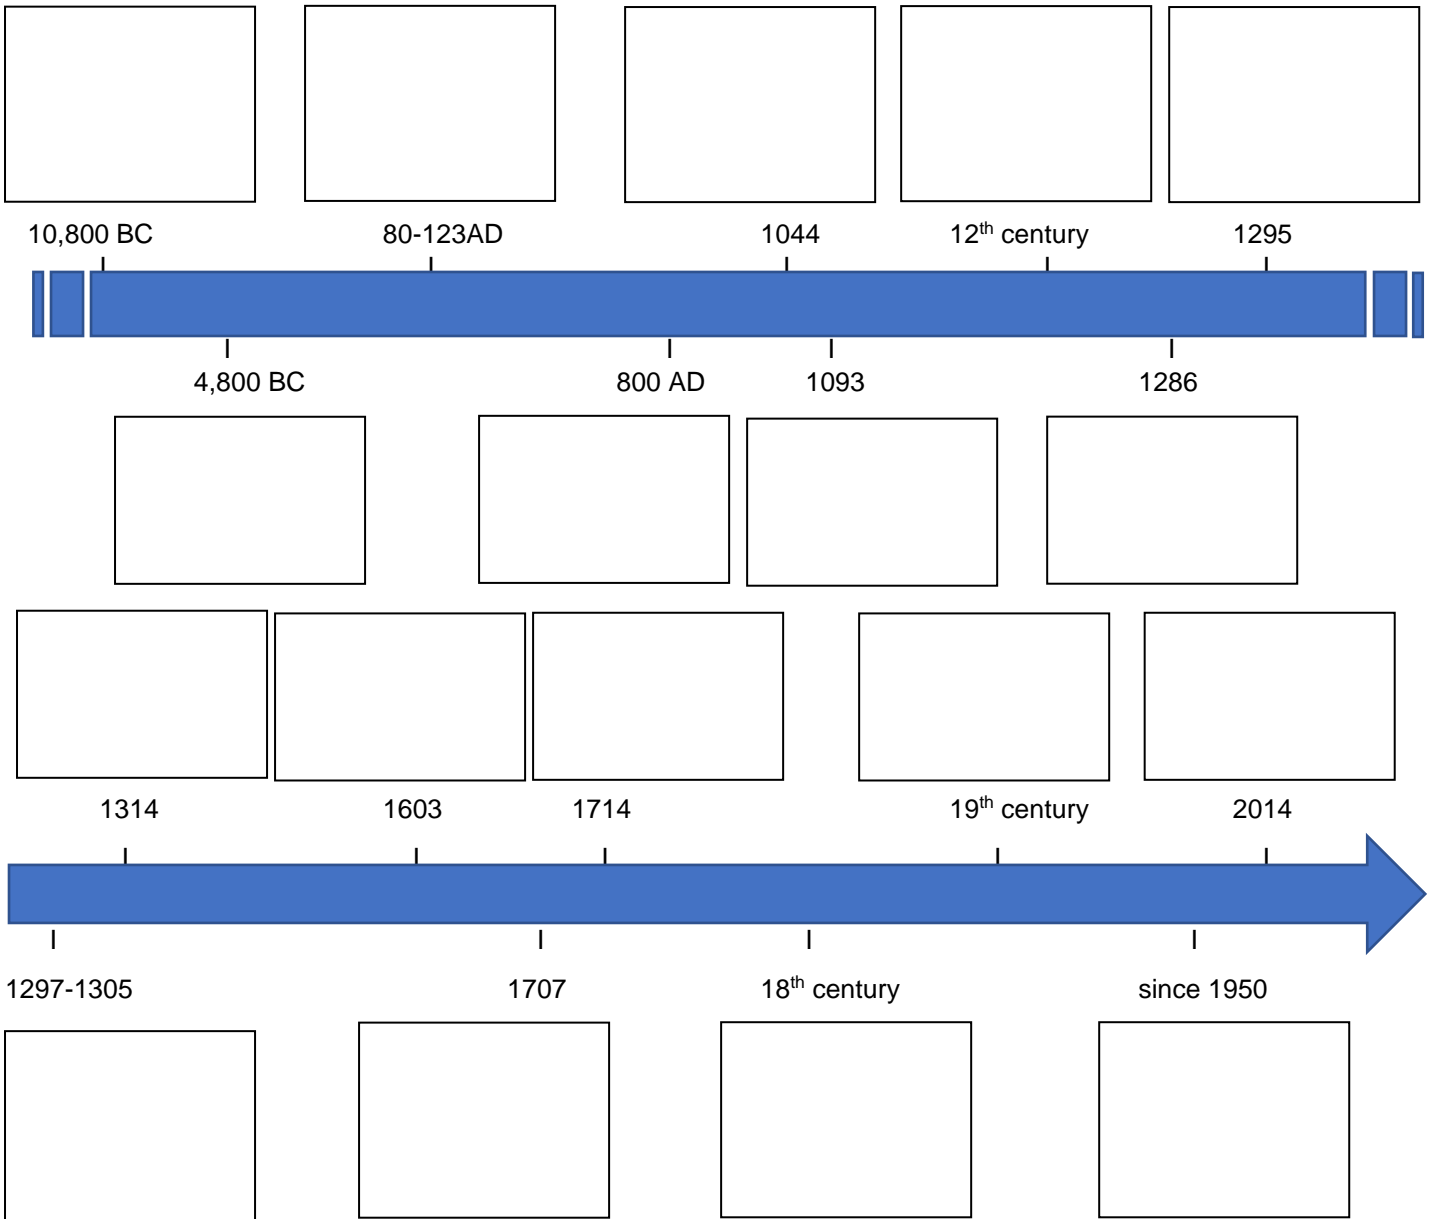 10,800 BC 80-123AD 1044 12th century 1295
4,800 BC 800 AD 1093 1286
1314 1603 1714 19th century 2014
1297-1305 1707 18th century since 1950